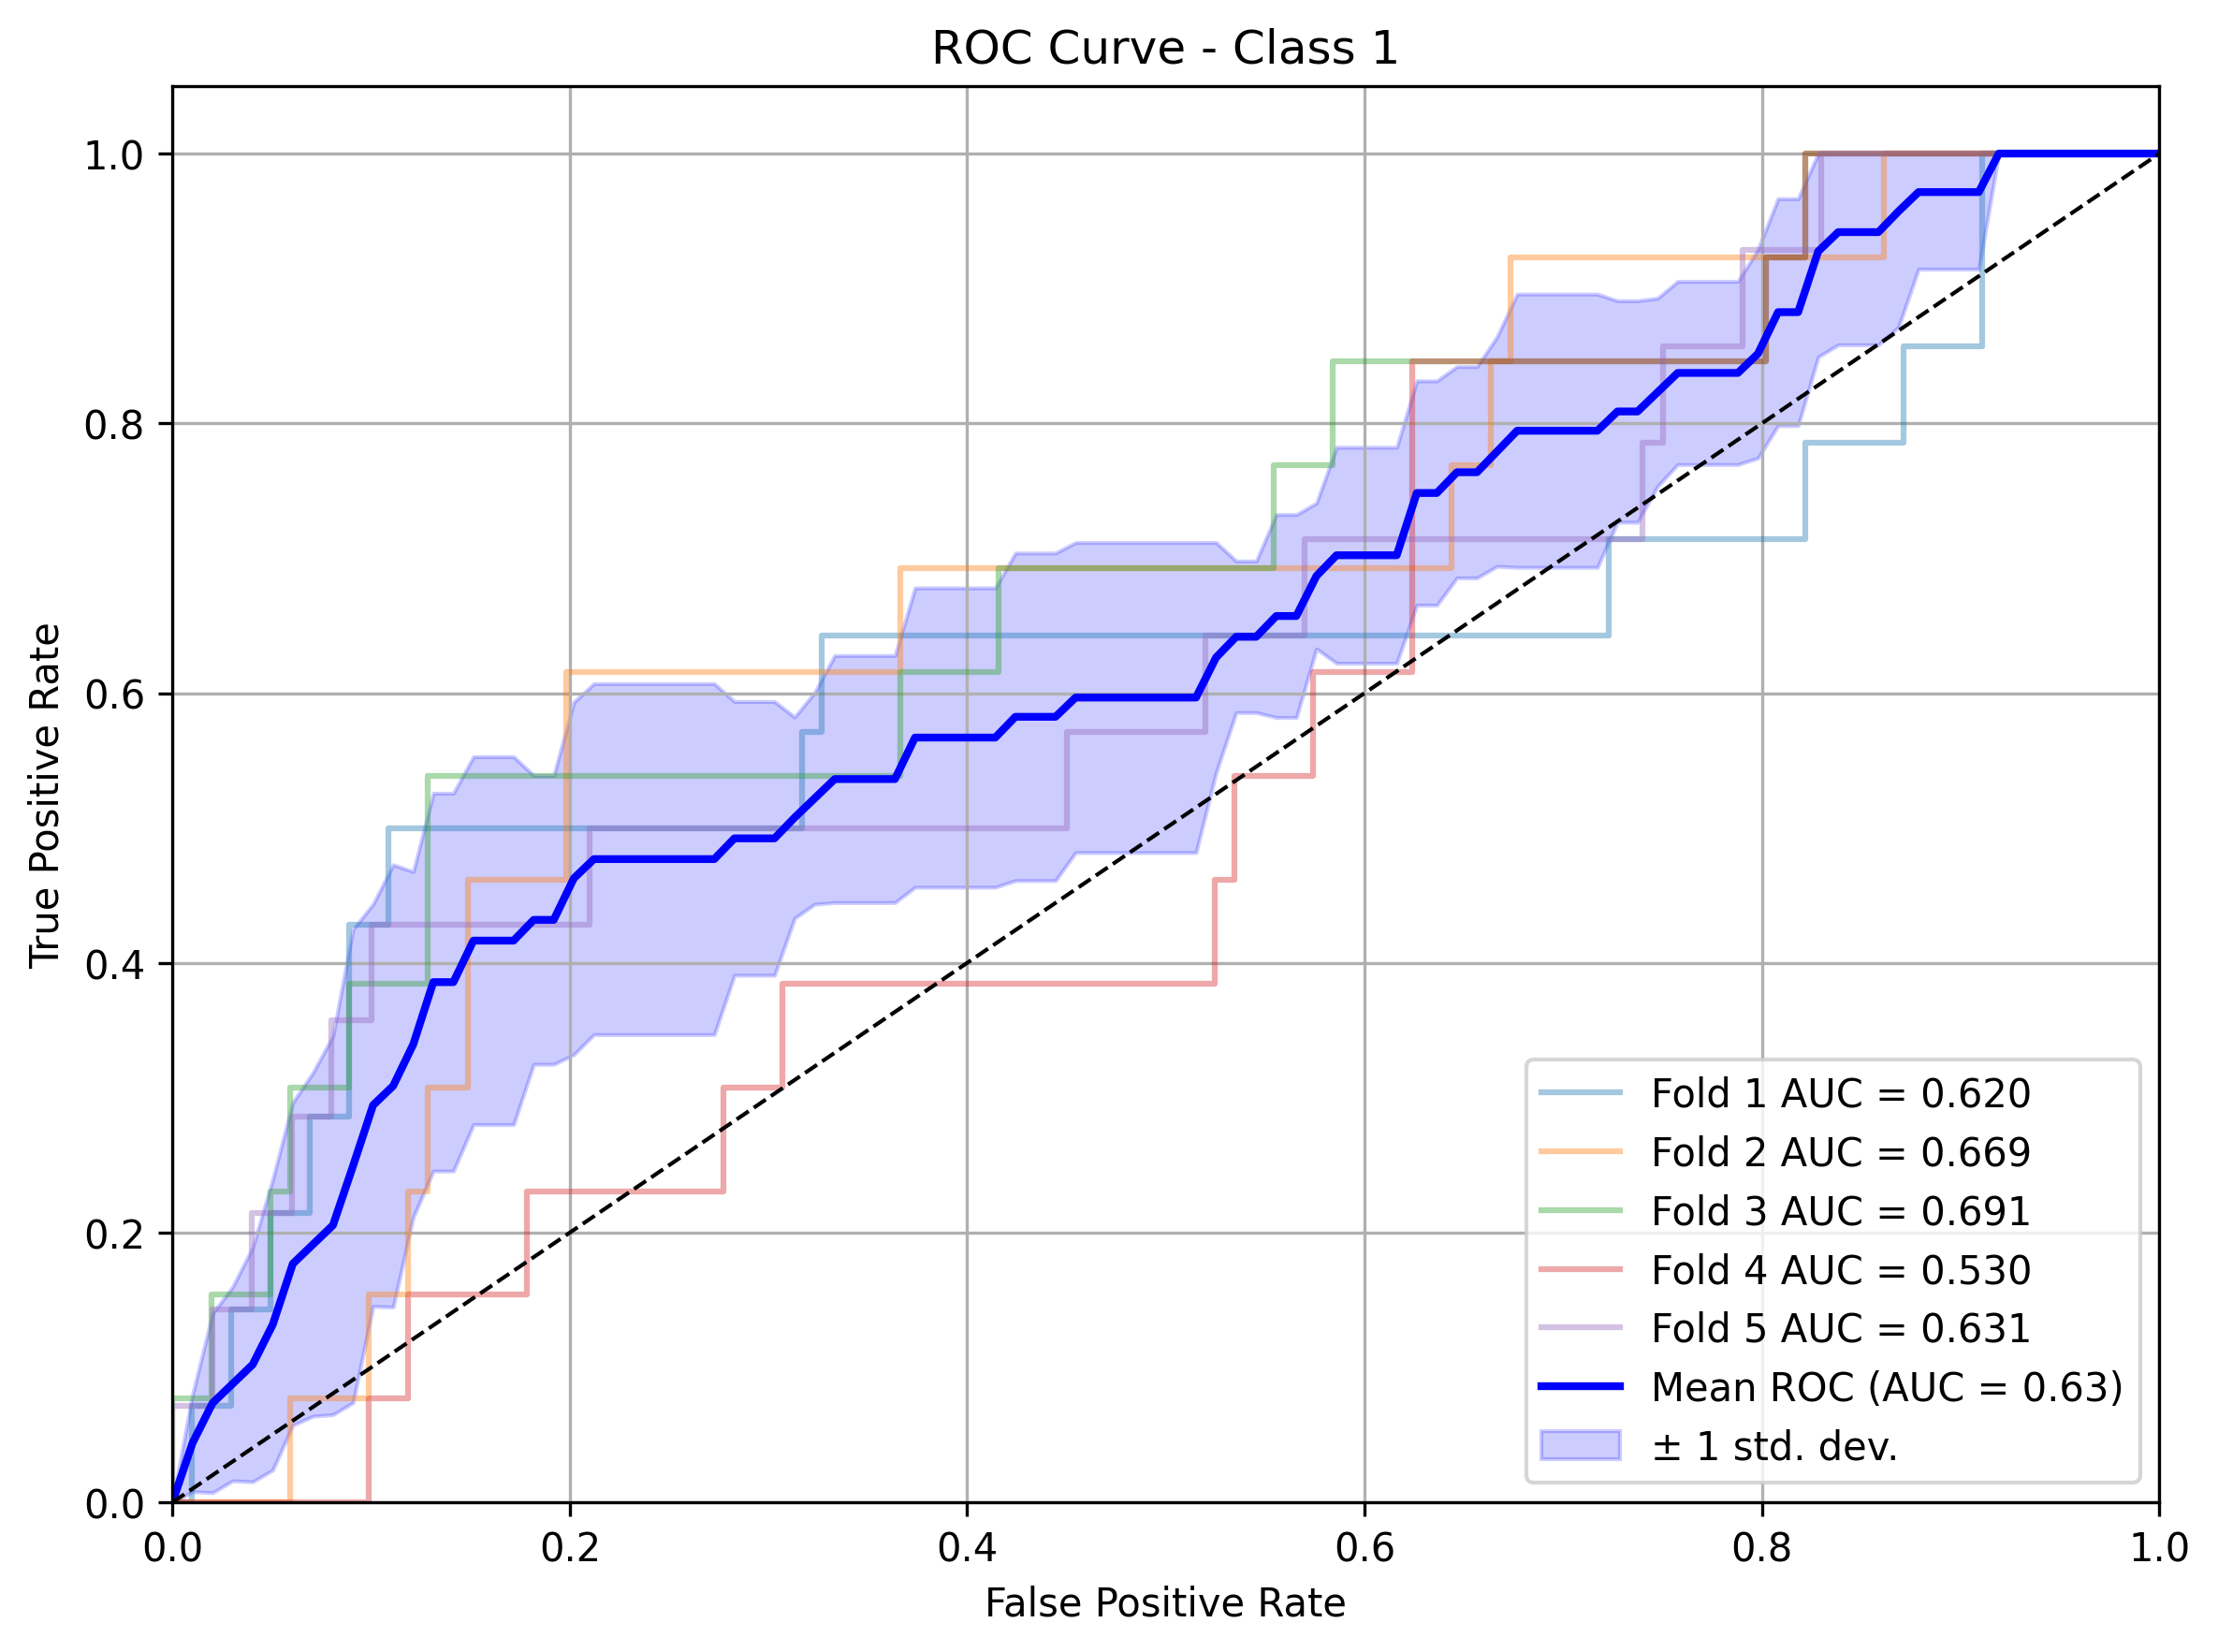 ROC Curve - Class 1
True Positive Rate
1.0
0.8
0.6
0.4
0.2
0.0
0.0 0.2 0.4 0.6 0.8 1.0
False Positive Rate
Fold 1 AUC = 0.620
Fold 2 AUC = 0.669
Fold 3 AUC = 0.691
Fold 4 AUC = 0.530
Fold 5 AUC = 0.631
Mean ROC (AUC = 0.63)
± 1 std. dev.